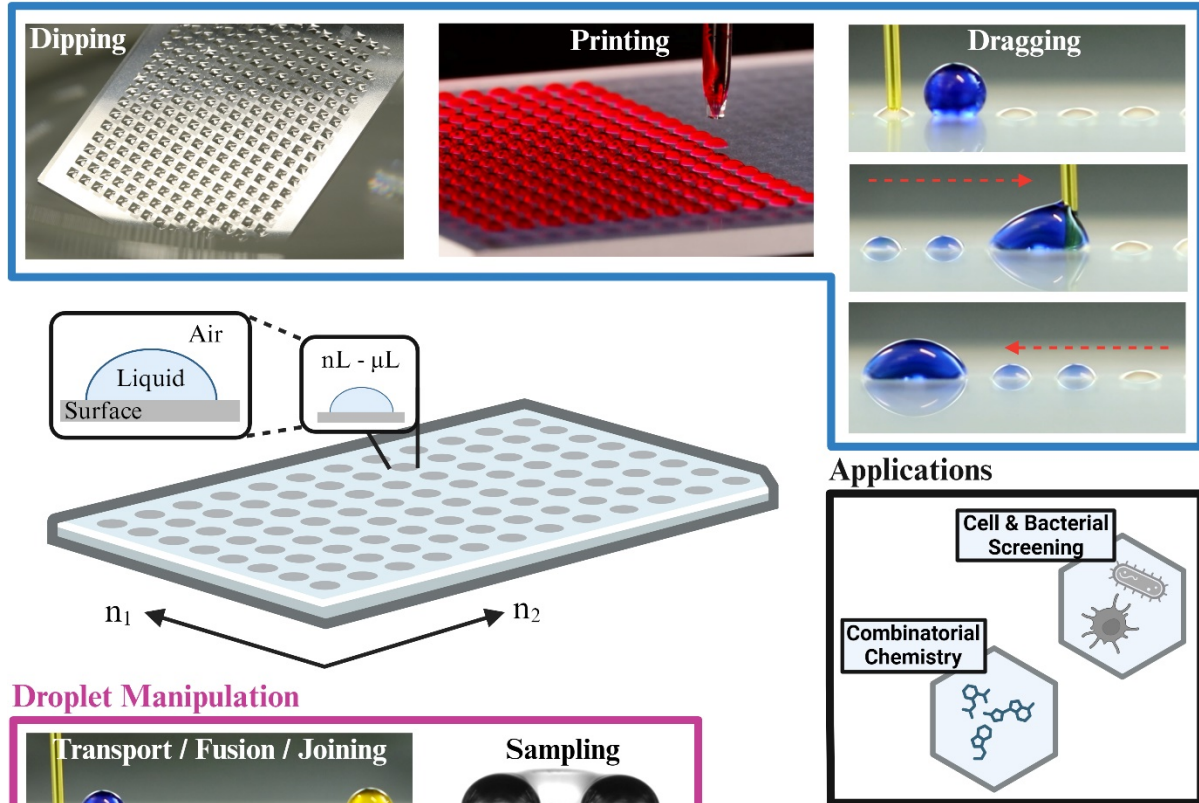 Dipping
Printing
Dragging
Air
Liquid
Surface
nL - μL
n₁
n₂
Applications
Cell & Bacterial
Screening
Combinatorial
Chemistry
Droplet Manipulation
Transport / Fusion / Joining
Sampling